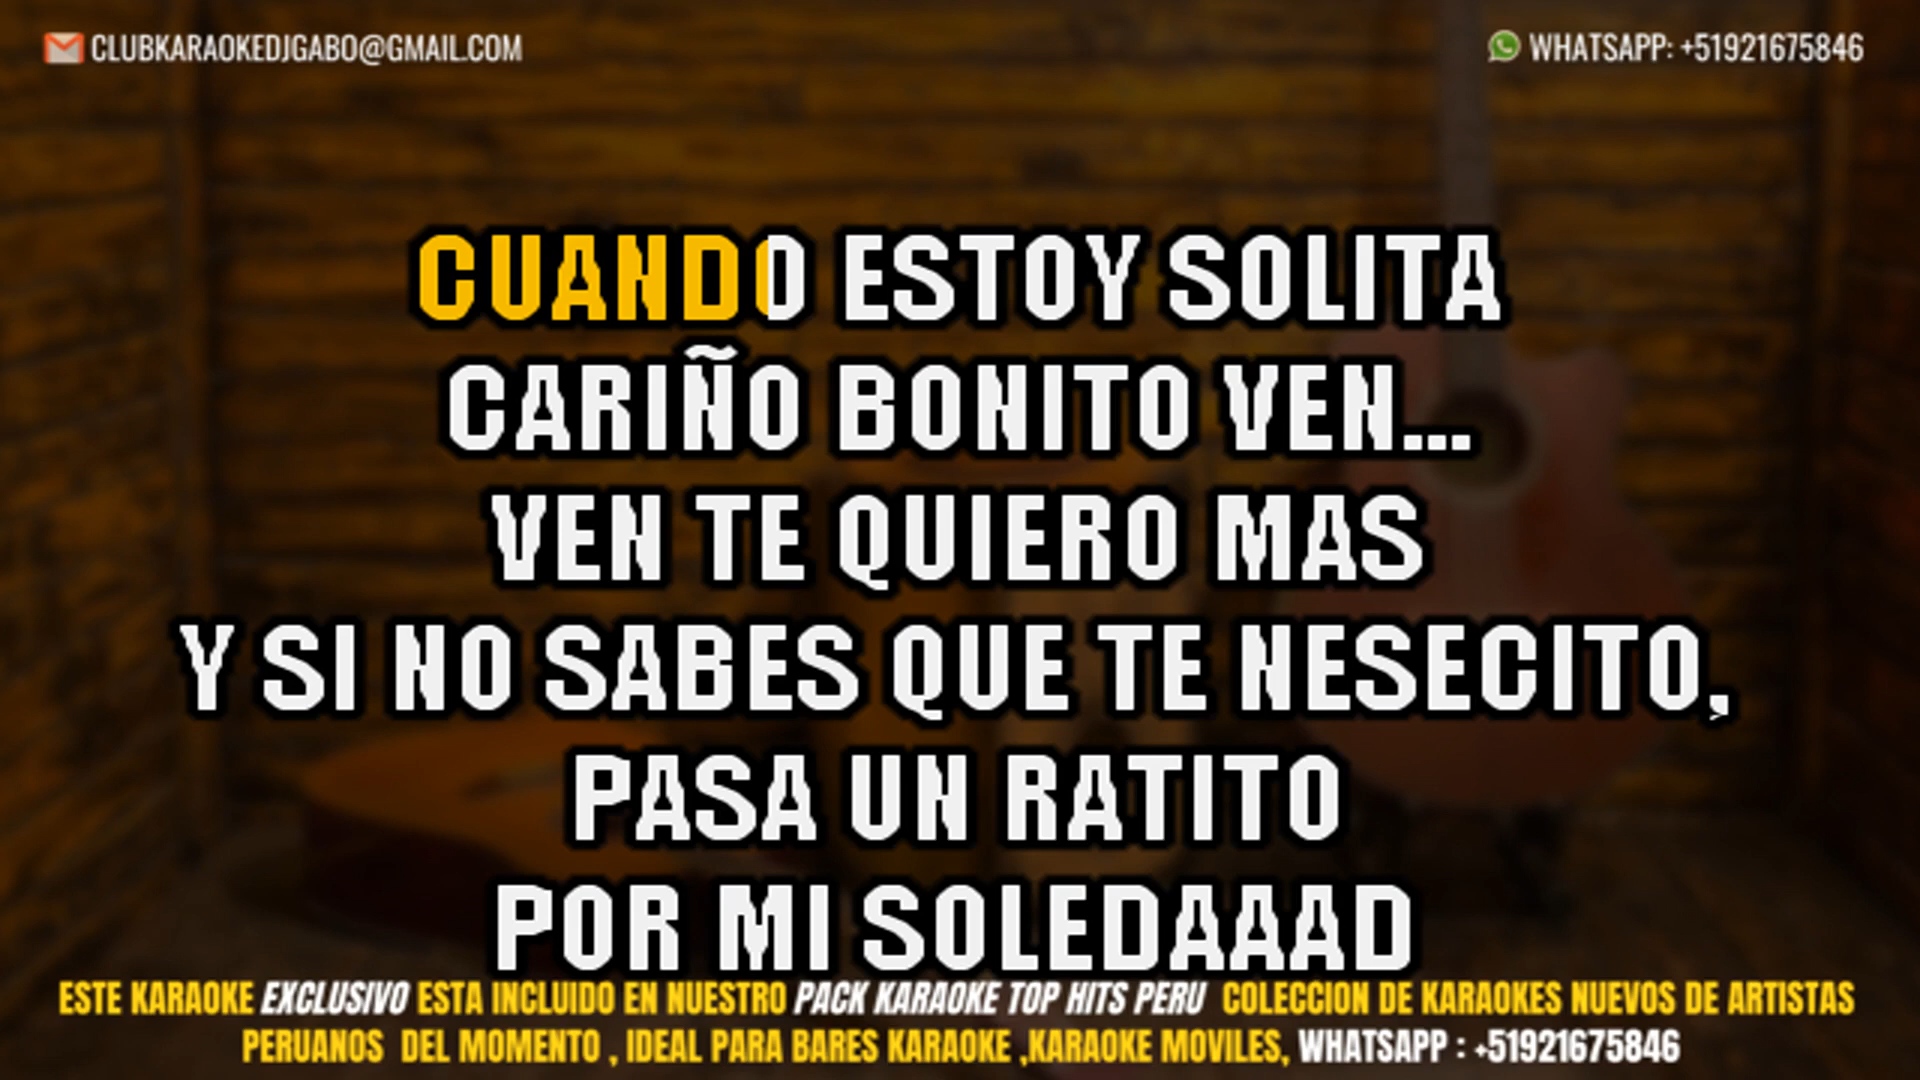 CLUBKARAOKEDJGABO@GMAIL.COM
WHATSAPP: +51921675846
CUANDO ESTOY SOLITA
CARIÑO BONITO VEN...
VEN TE QUIERO MAS
Y SI NO SABES QUE TE NESECITO,
PASA UN RATITO
POR MI SOLEDAAAD
ESTE KARAOKE EXCLUSIVO ESTA INCLUIDO EN NUESTRO PACK KARAOKE TOP HITS PERU COLECCION DE KARAOKES NUEVOS DE ARTISTAS
PERUANOS DEL MOMENTO , IDEAL PARA BARES KARAOKE ,KARAOKE MOVILES, WHATSAPP : +51921675846